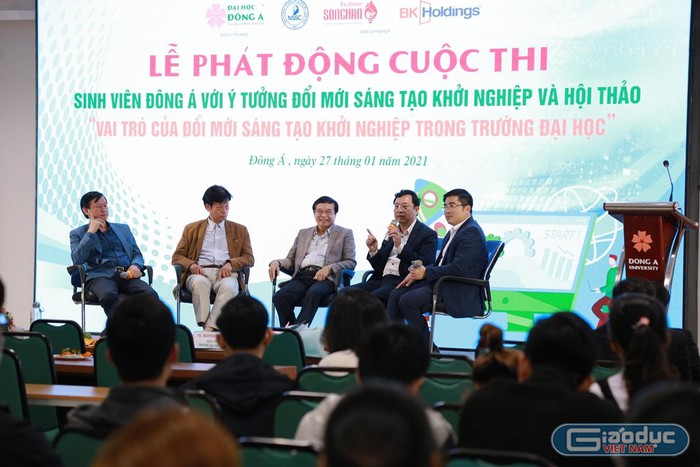 ĐẠI HỌC
ĐÔNG Á
NSSC
SONGHAN
BK Holdings
LỄ PHÁT ĐỘNG CUỘC THI
SINH VIÊN ĐÔNG Á VỚI Ý TƯỞNG ĐỔI MỚI SÁNG TẠO KHỞI NGHIỆP VÀ HỘI THẢO
"VAI TRÒ CỦA ĐỔI MỚI SÁNG TẠO KHỞI NGHIỆP TRONG TRƯỜNG ĐẠI HỌC"
Đông Á, ngày 27 tháng 01 năm 2021
START
DONG A
UNIVERSITY
Giáodục
VIỆT NAM